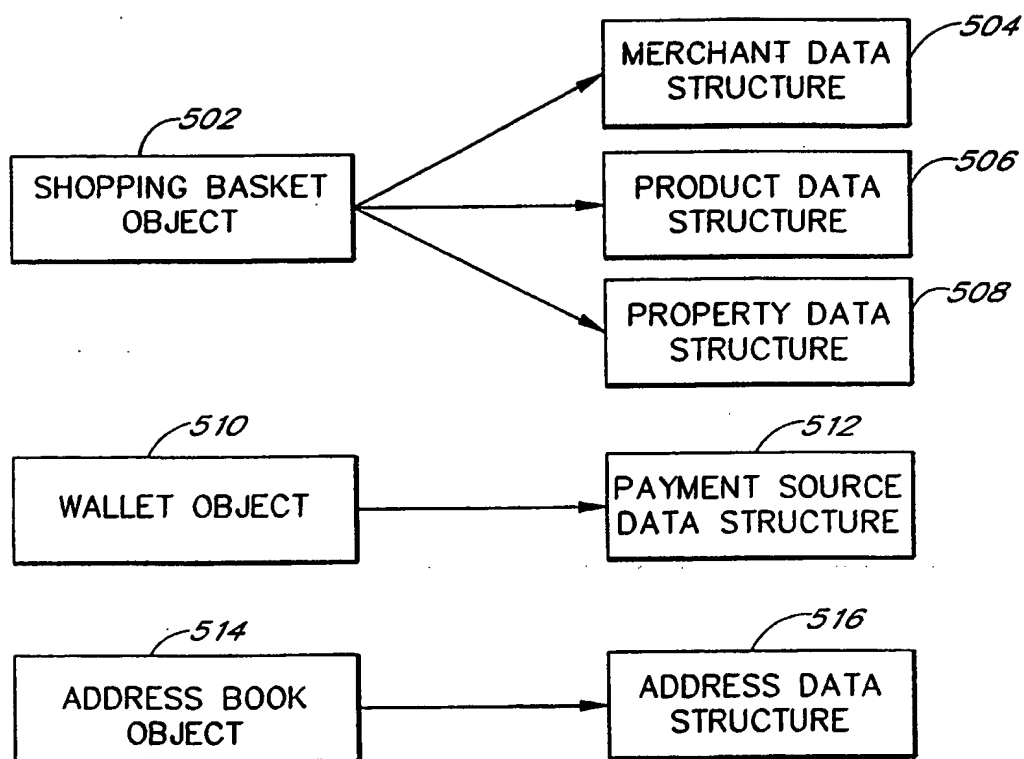 504
MERCHANT DATA
STRUCTURE
502
SHOPPING BASKET
OBJECT
506
PRODUCT DATA
STRUCTURE
508
PROPERTY DATA
STRUCTURE
510
WALLET OBJECT
512
PAYMENT SOURCE
DATA STRUCTURE
514
ADDRESS BOOK
OBJECT
516
ADDRESS DATA
STRUCTURE